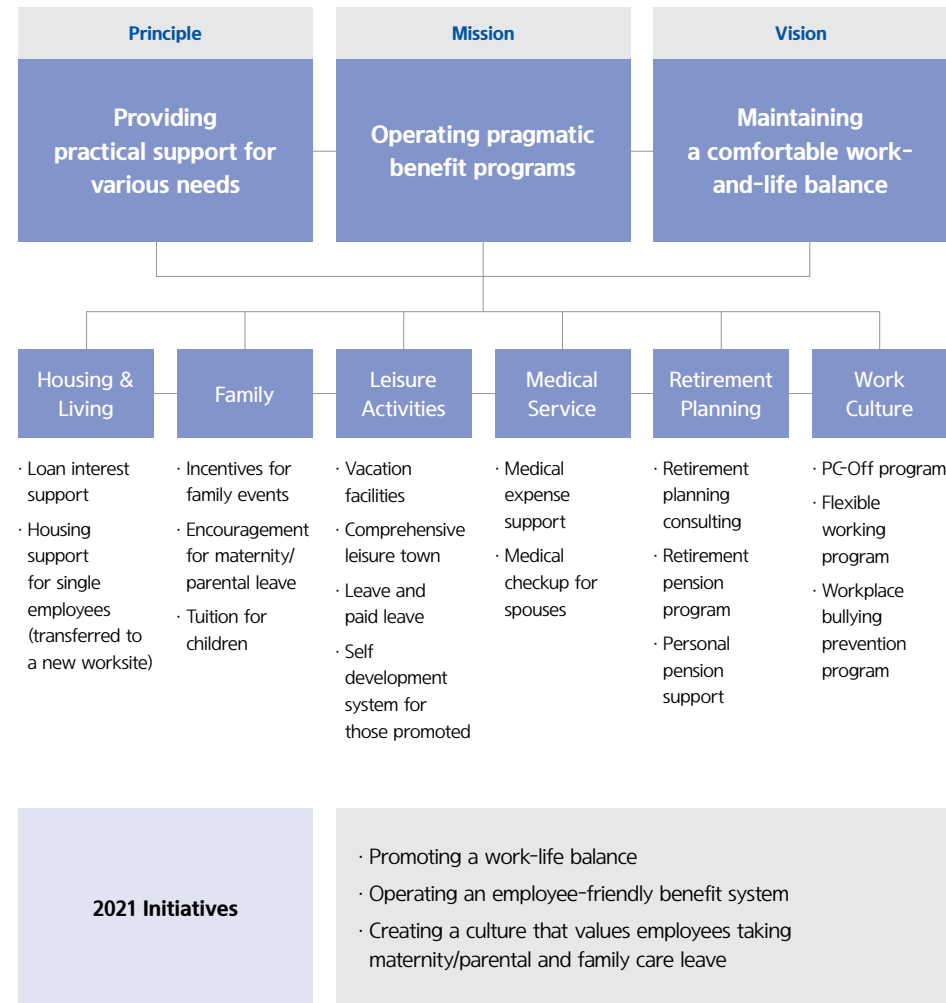 Principle
Providing
practical support for
various needs
Mission
Operating pragmatic
benefit programs
Vision
Maintaining
a comfortable work-
and-life balance
Housing &
Living
· Loan interest
support
· Housing
support
for single
employees
(transferred to
a new worksite)
Family
· Incentives for
family events
· Encouragement
for maternity/
parental leave
· Tuition for
children
Leisure
Activities
· Vacation
facilities
· Comprehensive
leisure town
· Leave and
paid leave
· Self
development
system for
those promoted
Medical
Service
· Medical
expense
support
· Medical
checkup for
spouses
Retirement
Planning
· Retirement
planning
consulting
· Retirement
pension
program
· Personal
pension
support
Work
Culture
· PC-Off program
· Flexible
working
program
· Workplace
bullying
prevention
program
2021 Initiatives
· Promoting a work-life balance
· Operating an employee-friendly benefit system
· Creating a culture that values employees taking
maternity/parental and family care leave